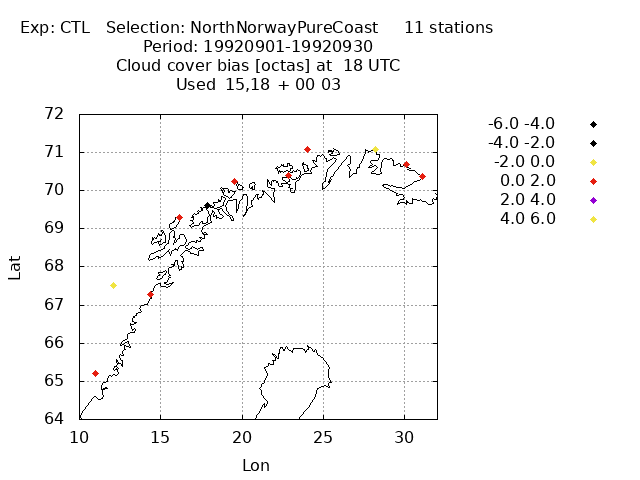 Exp: CTL   Selection: NorthNorwayPureCoast     11 stations
Period: 19920901-19920930
Cloud cover bias [octas] at  18 UTC
Used  15,18  + 00 03
-6.0 -4.0
-4.0 -2.0
-2.0 0.0
0.0 2.0
2.0 4.0
4.0 6.0
72
71
70
69
68
67
66
65
64
Lat
10 15 20 25 30
Lon